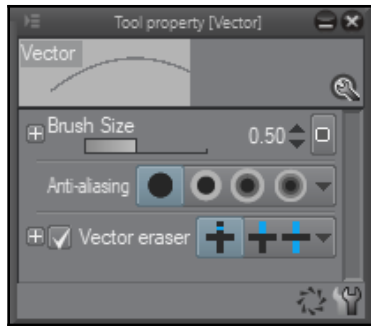 Tool property [Vector]
Vector
Brush Size 0.50
Anti-aliasing
Vector eraser